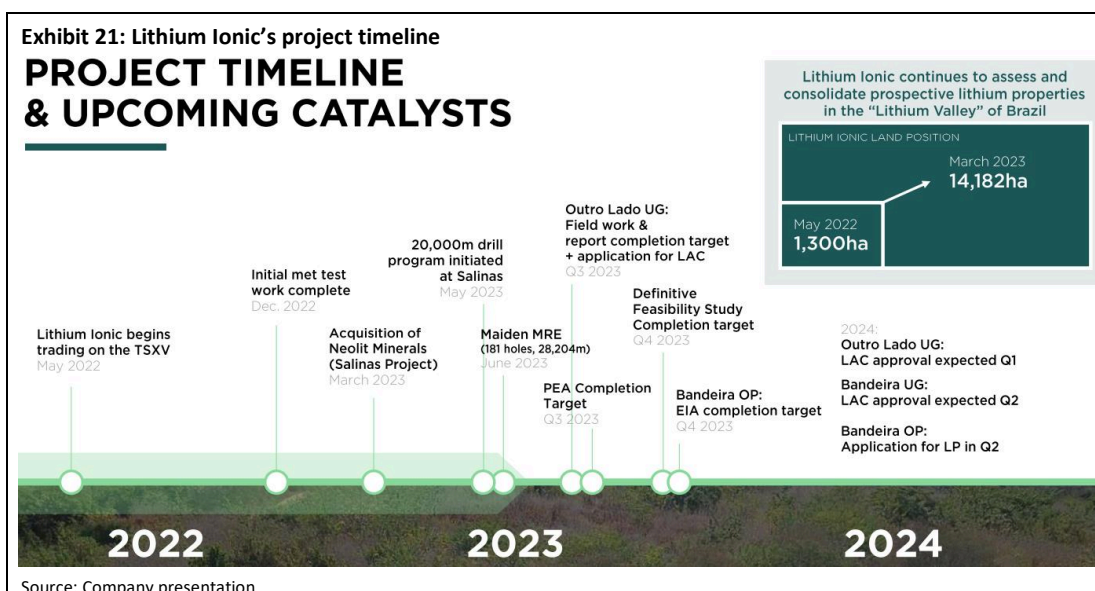 Exhibit 21: Lithium Ionic's project timeline
PROJECT TIMELINE
& UPCOMING CATALYSTS
Lithium Ionic continues to assess and
consolidate prospective lithium properties
in the "Lithium Valley" of Brazil
LITHIUM IONIC LAND POSITION
March 2023
14,182ha
May 2022
1,300ha
Lithium Ionic begins
trading on the TSXV
May 2022
Initial met test
work complete
Dec. 2022
Acquisition of
Neolit Minerals
(Salinas Project)
March 2023
20,000m drill
program initiated
at Salinas
May 2023
Maiden MRE
(181 holes, 28,204m)
June 2023
Outro Lado UG:
Field work &
report completion target
+ application for LAC
Q3 2023
PEA Completion
Target
Q3 2023
Definitive
Feasibility Study
Completion target
Q4 2023
Bandeira OP:
EIA completion target
Q4 2023
2024:
Outro Lado UG:
LAC approval expected Q1
Bandeira UG:
LAC approval expected Q2
Bandeira OP:
Application for LP in Q2
2022
2023
2024
Source: Company presentation